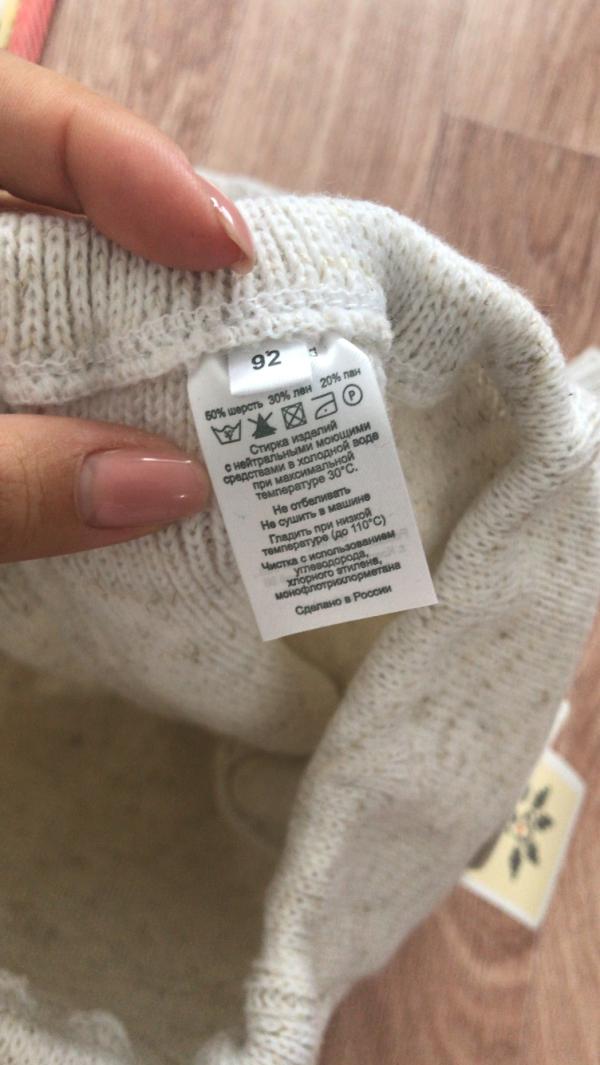 92
50% шерсть 30% лен 20% пан
P
Стирка изделий
с нейтральными моющими
средствами в холодной воде
при максимальной
температуре 30°С.
Не отбеливать
Не сушить в машине
Гладить при низкой
температуре (до 110°С)
Чистка с использованием
углеводорода,
хлорного этилена,
монофлотрихлорметана
Сделано в России